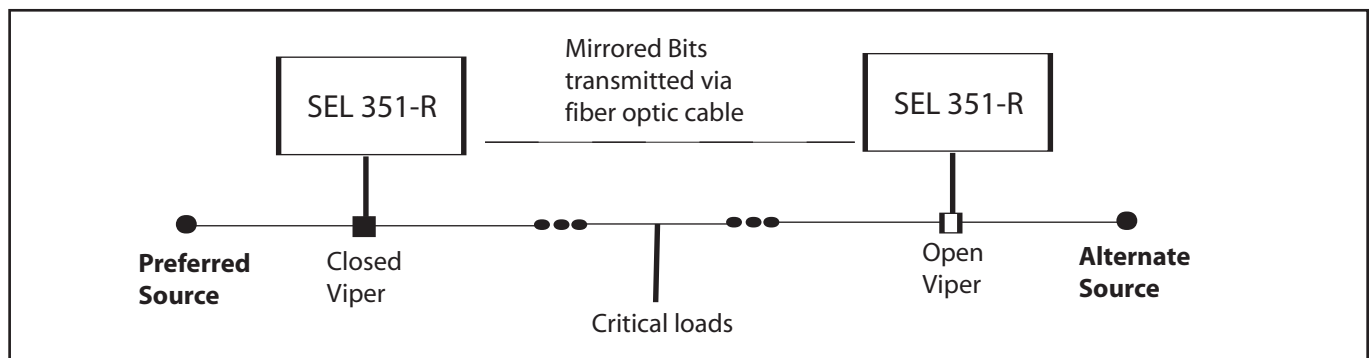 Mirrored Bits
transmitted via
fiber optic cable
SEL 351-R
SEL 351-R
Preferred
Source
Closed
Viper
Critical loads
Open
Viper
Alternate
Source